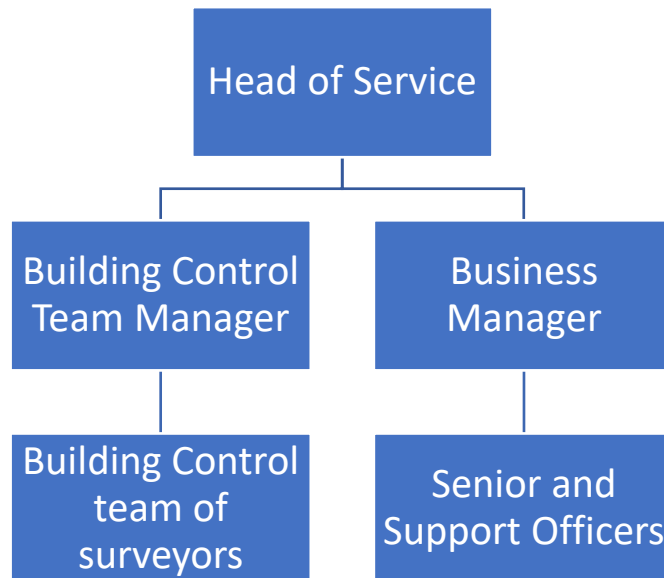 Head of Service
Building Control
Team Manager
Business
Manager
Building Control
team of
surveyors
Senior and
Support Officers